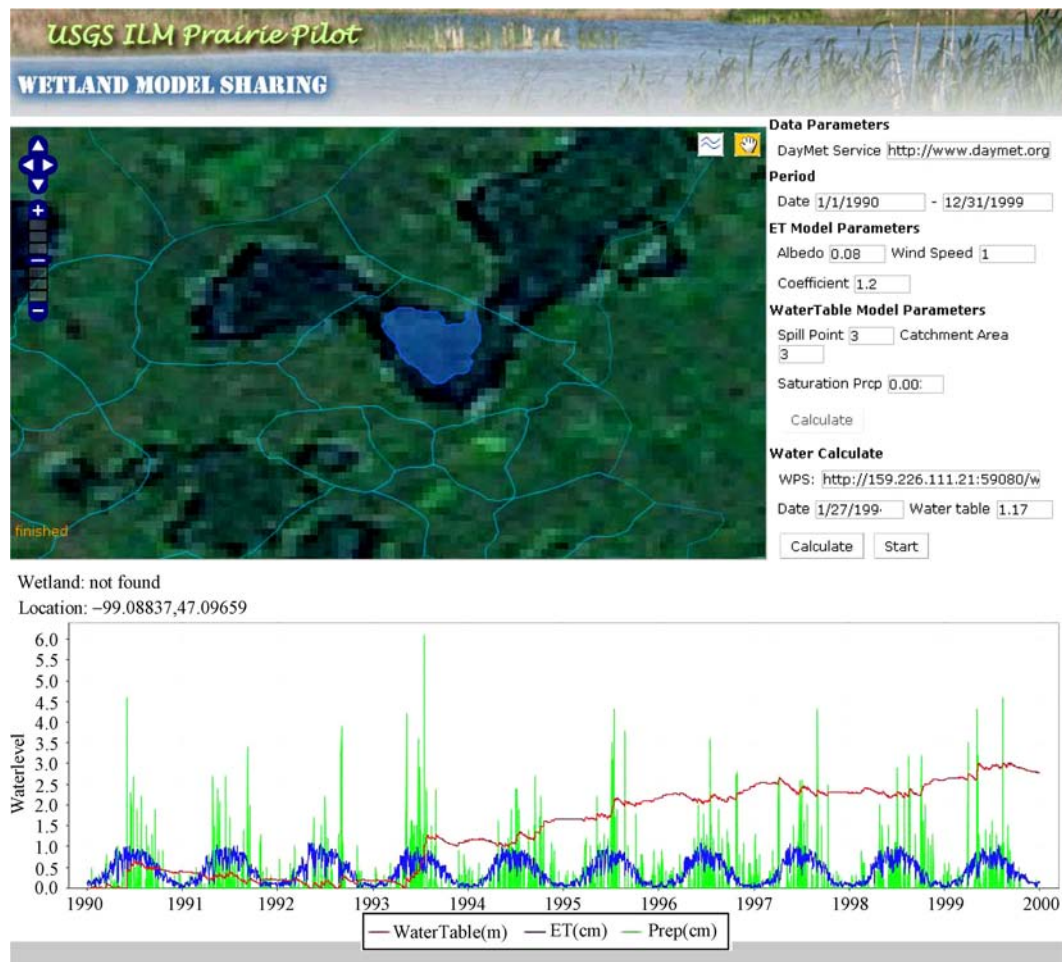 USGS ILM Prairie Pilot
WETLAND MODEL SHARING
Data Parameters
DayMet Service http://www.daymet.org
Period
Date 1/1/1990 - 12/31/1999
ET Model Parameters
Albedo 0.08 Wind Speed 1
Coefficient 1.2
WaterTable Model Parameters
Spill Point 3 Catchment Area
3
Saturation Prcp 0.00
Calculate
Water Calculate
WPS: http://159.226.111.21:59080/w
Date 1/27/199 Water table 1.17
Calculate Start
finished
Wetland: not found
Location: −99.08837,47.09659
Waterlevel
6.0
5.5
5.0
4.5
4.0
3.5
3.0
2.5
2.0
1.5
1.0
0.5
0.0
1990 1991 1992 1993 1994 1995 1996 1997 1998 1999 2000
WaterTable(m) ET(cm) Prep(cm)